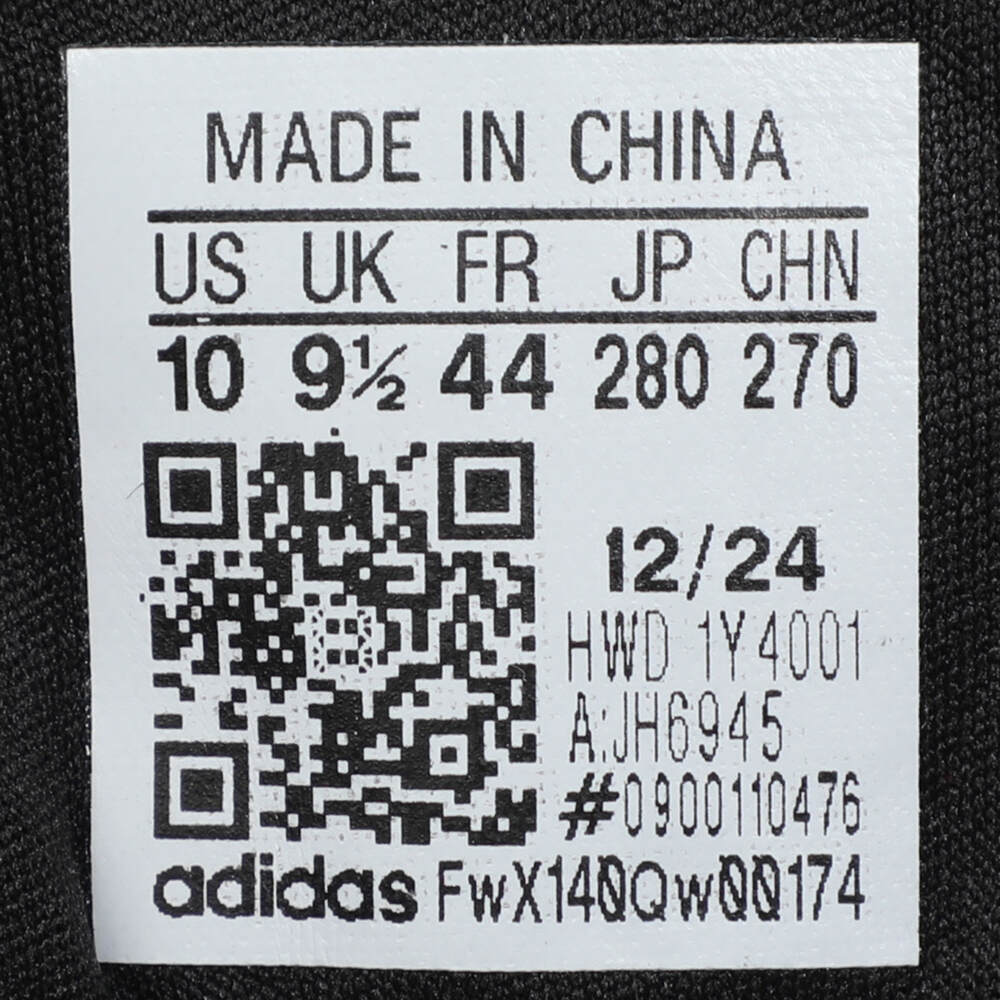 MADE IN CHINA
US UK FR JP CHN
10 9½ 44 280 270
12/24
HWD 1Y4001
A:JH6945
#0900110476
adidas FwX140Qw00174